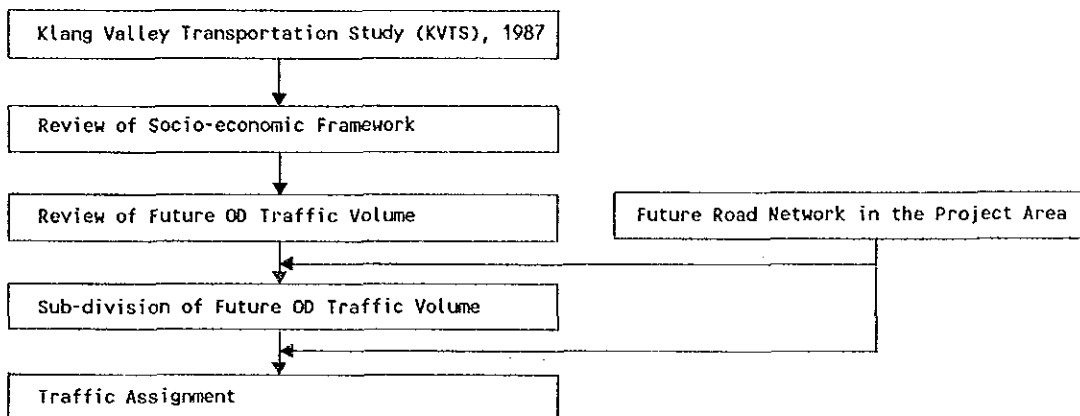 Klang Valley Transportation Study (KVTS), 1987
Review of Socio-economic Framework
Review of Future OD Traffic Volume
Future Road Network in the Project Area
Sub-division of Future OD Traffic Volume
Traffic Assignment